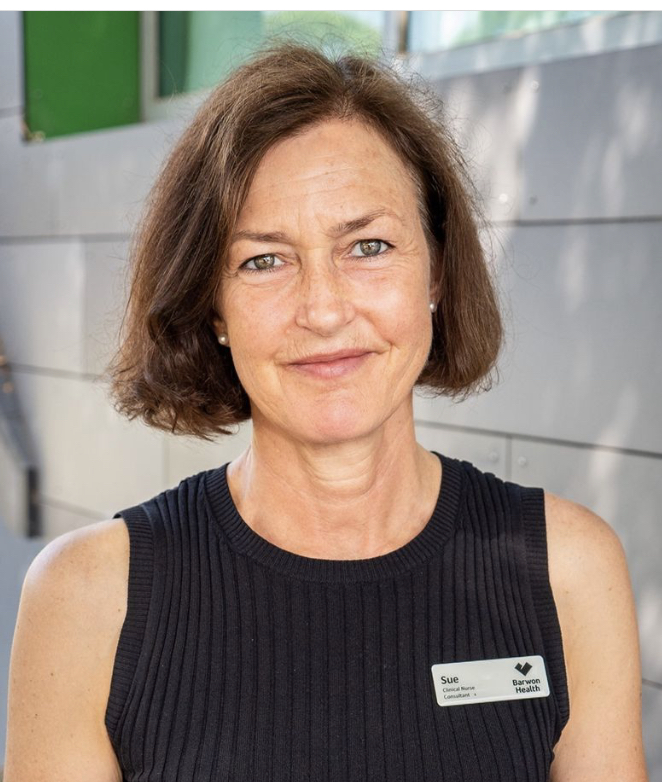 Sue
Clinical Nurse
Consultant
Barwon
Health